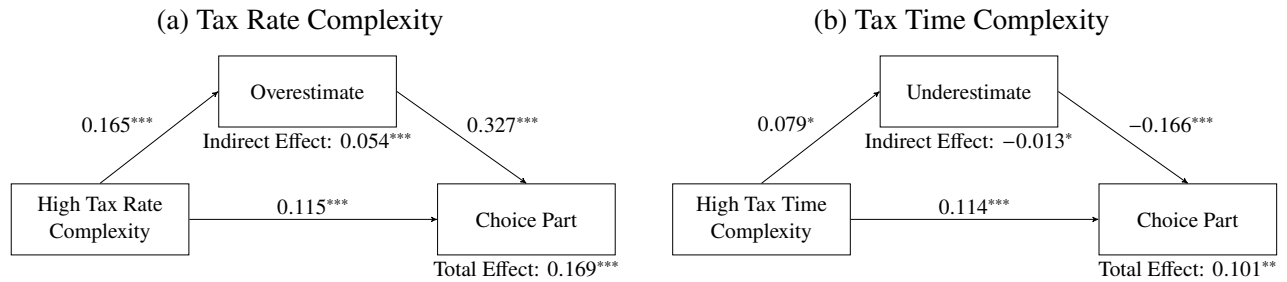 (a) Tax Rate Complexity
Overestimate
0.165***
0.327***
Indirect Effect: 0.054***
High Tax Rate
Complexity
0.115***
Choice Part
Total Effect: 0.169***
(b) Tax Time Complexity
Underestimate
0.079*
−0.166***
Indirect Effect: −0.013*
High Tax Time
Complexity
0.114***
Choice Part
Total Effect: 0.101**